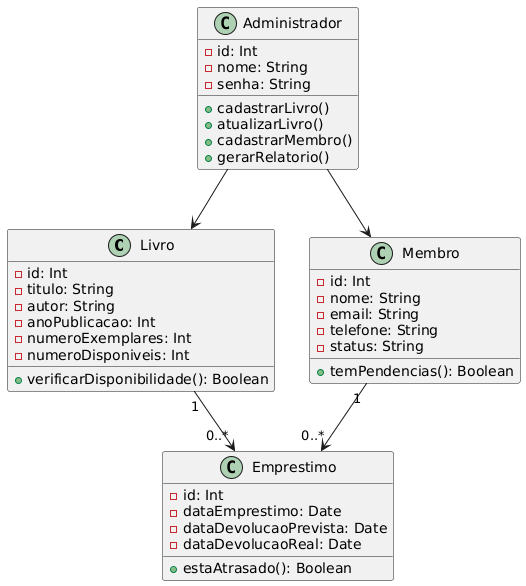 C Administrador
id: Int
nome: String
senha: String
cadastrarLivro()
atualizarLivro()
cadastrarMembro()
gerarRelatorio()
C Livro
id: Int
titulo: String
autor: String
anoPublicacao: Int
numeroExemplares: Int
numeroDisponiveis: Int
verificarDisponibilidade(): Boolean
C Membro
id: Int
nome: String
email: String
telefone: String
status: String
temPendencias(): Boolean
1
0..*
1
0..*
C Emprestimo
id: Int
dataEmprestimo: Date
dataDevolucaoPrevista: Date
dataDevolucaoReal: Date
estaAtrasado(): Boolean